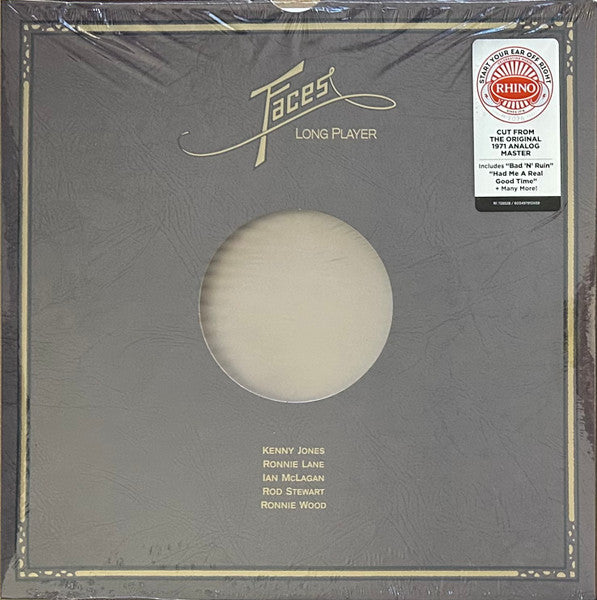 Faces
LONG PLAYER
START YOUR EAR OFF RIGHT
RHINO
CUT FROM
THE ORIGINAL
1971 ANALOG
MASTER
Includes "Bad 'N' Ruin"
"Had Me A Real
Good Time"
+ Many More!
KENNY JONES
RONNIE LANE
IAN McLAGAN
ROD STEWART
RONNIE WOOD